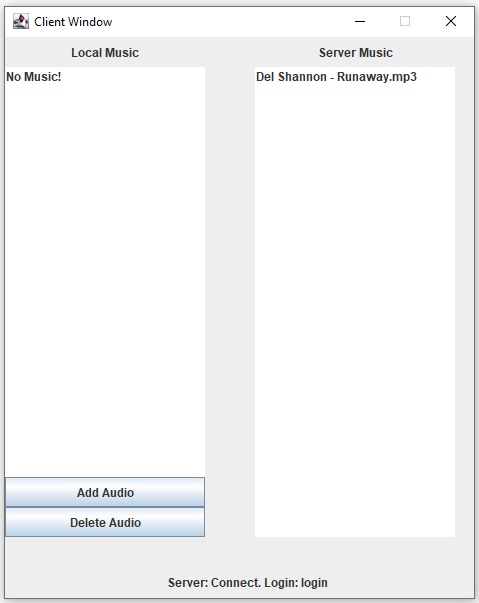 Client Window
Local Music
Server Music
No Music!
Del Shannon - Runaway.mp3
Add Audio
Delete Audio
Server: Connect. Login: login